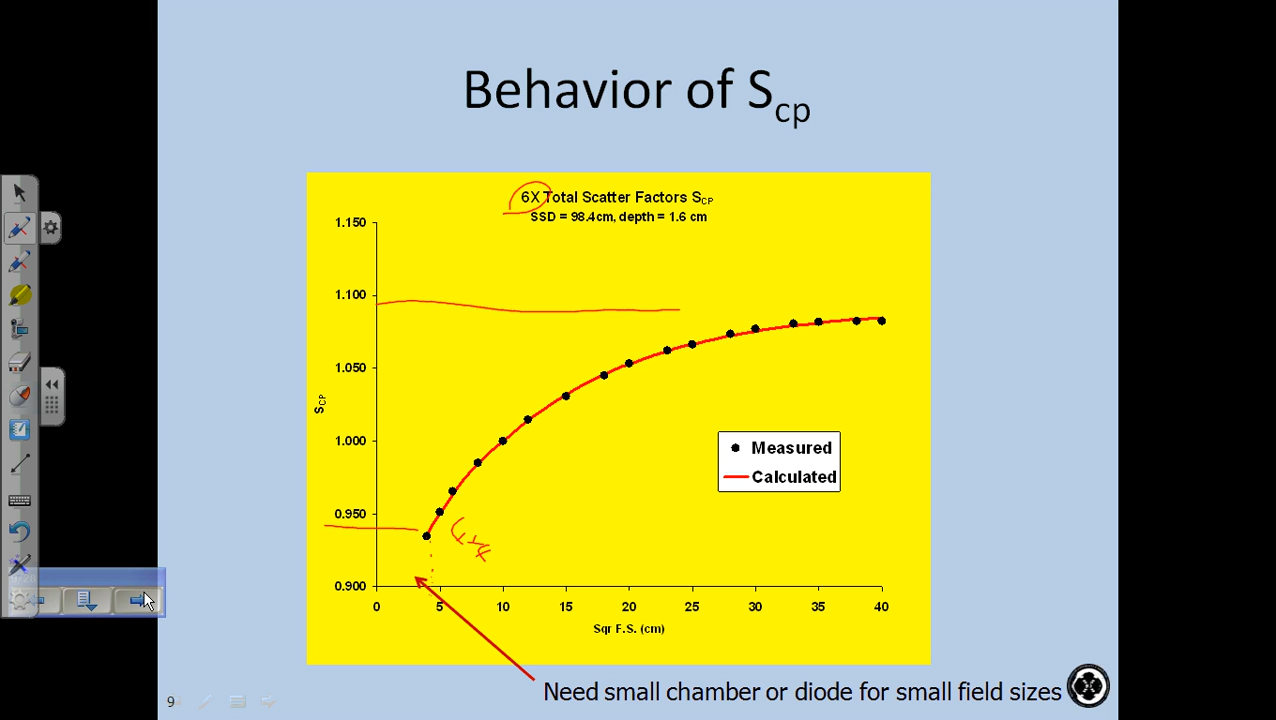 Behavior of Scp
6X Total Scatter Factors SCP
SSD = 98.4cm, depth = 1.6 cm
1.150
1.100
1.050
1.000
0.950
0.900
SCP
4x4
Measured
Calculated
0 5 10 15 20 25 30 35 40
Sqr F.S. (cm)
Need small chamber or diode for small field sizes
9